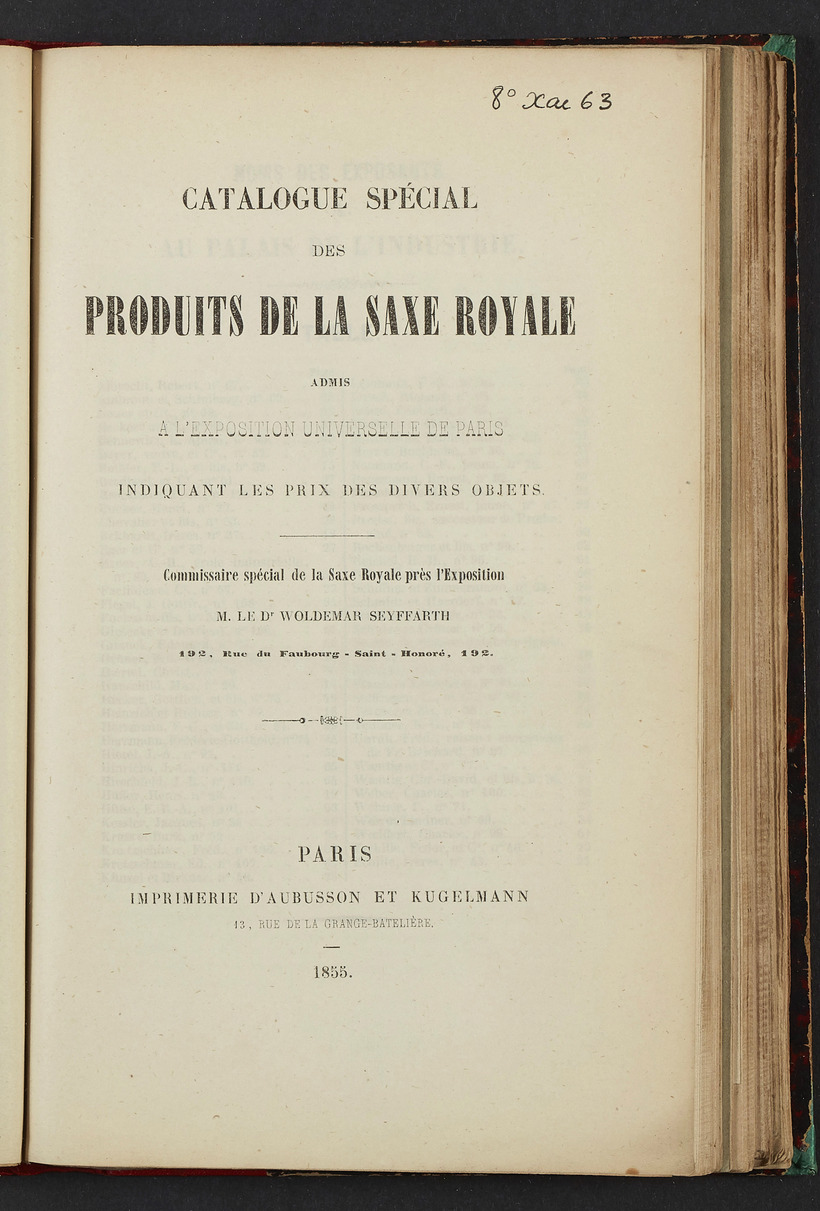 8° Xae 63
CATALOGUE SPÉCIAL
DES
PRODUITS DE LA SAXE ROYALE
ADMIS
A L'EXPOSITION UNIVERSELLE DE PARIS
INDIQUANT LES PRIX DES DIVERS OBJETS.
Commissaire spécial de la Saxe Royale près l'Exposition
M. LE Dr WOLDEMAR SEYFFARTH
192, Rue du Faubourg-Saint-Honoré, 192.
PARIS
IMPRIMERIE D'AUBUSSON ET KUGELMANN
13, RUE DE LA GRANGE-BATELIÈRE.
1855.